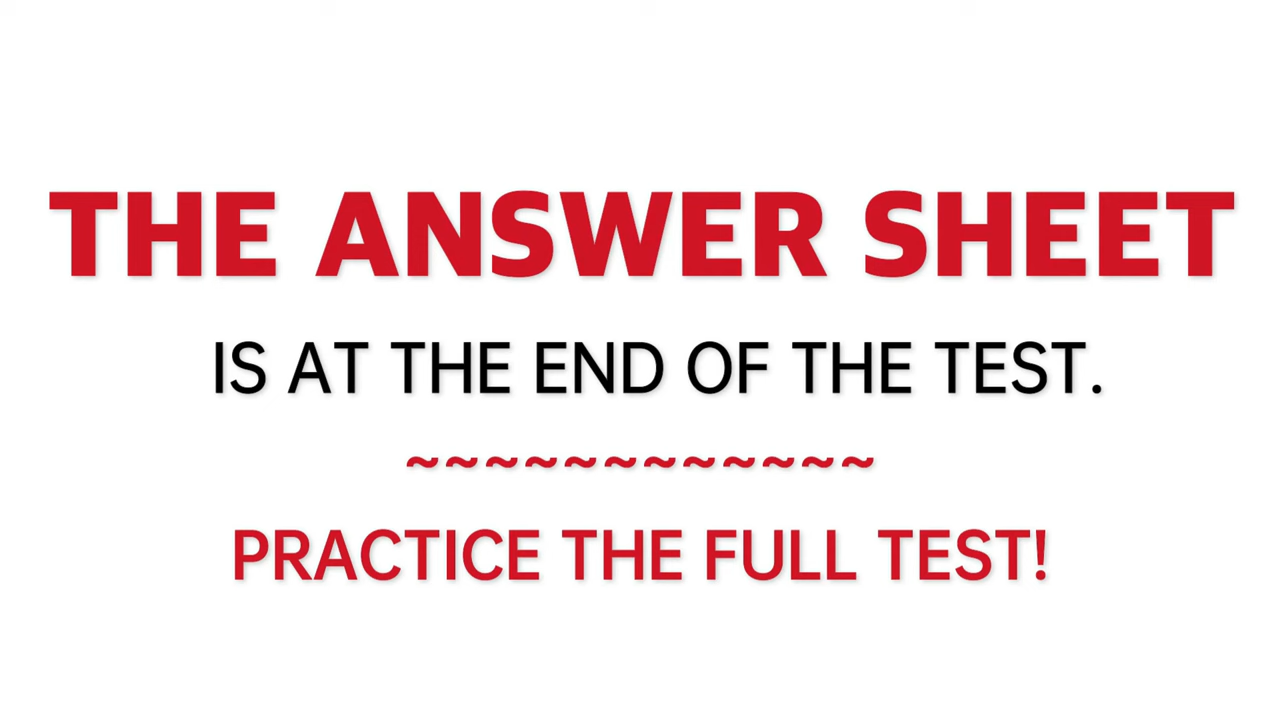 THE ANSWER SHEET
IS AT THE END OF THE TEST.
~~~~~~~~~~~~
PRACTICE THE FULL TEST!